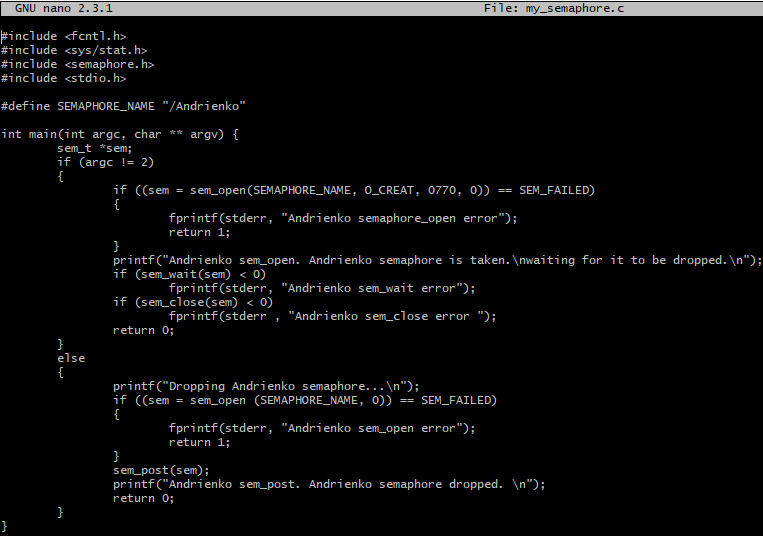 GNU nano 2.3.1 File: my_semaphore.c
#include <fcntl.h>
#include <sys/stat.h>
#include <semaphore.h>
#include <stdio.h>
#define SEMAPHORE_NAME "/Andrienko"
int main(int argc, char ** argv) {
sem_t *sem;
if (argc != 2)
{
if ((sem = sem_open(SEMAPHORE_NAME, O_CREAT, 0770, 0)) == SEM_FAILED)
{
fprintf(stderr, "Andrienko semaphore_open error");
return 1;
}
printf("Andrienko sem_open. Andrienko semaphore is taken.\nwaiting for it to be dropped.\n");
if (sem_wait(sem) < 0)
fprintf(stderr, "Andrienko sem_wait error");
if (sem_close(sem) < 0)
fprintf(stderr , "Andrienko sem_close error ");
return 0;
}
else
{
printf("Dropping Andrienko semaphore...\n");
if ((sem = sem_open (SEMAPHORE_NAME, 0)) == SEM_FAILED)
{
fprintf(stderr, "Andrienko sem_open error");
return 1;
}
sem_post(sem);
printf("Andrienko sem_post. Andrienko semaphore dropped. \n");
return 0;
}
}